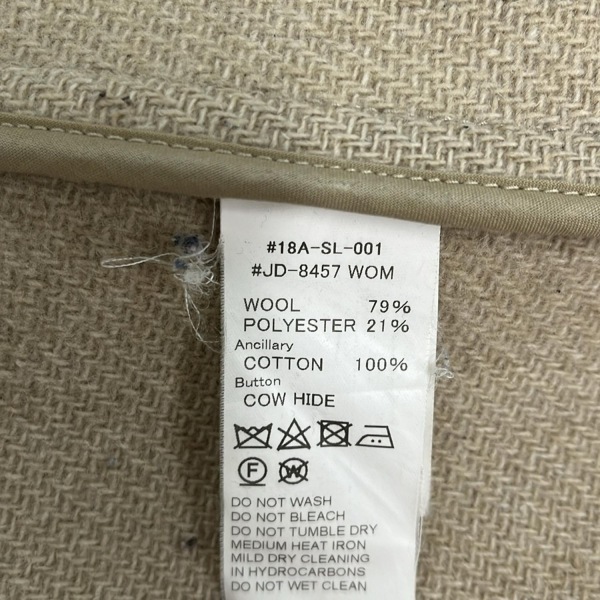 #18A-SL-001
#JD-8457 WOM
WOOL 79%
POLYESTER 21%
Ancillary
COTTON 100%
Button
COW HIDE
F W
DO NOT WASH
DO NOT BLEACH
DO NOT TUMBLE DRY
MEDIUM HEAT IRON
MILD DRY CLEANING
IN HYDROCARBONS
DO NOT WET CLEAN